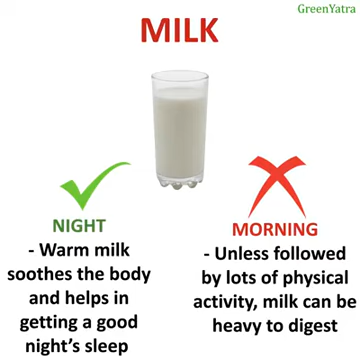 GreenYatra
MILK
NIGHT
- Warm milk
soothes the body
and helps in
getting a good
night's sleep
MORNING
- Unless followed
by lots of physical
activity, milk can be
heavy to digest